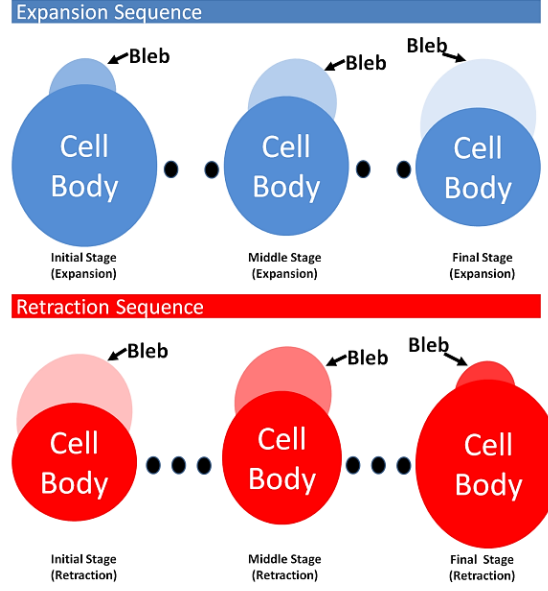 Expansion Sequence
Bleb
Bleb
Bleb
Cell
Body
Cell
Body
Cell
Body
Initial Stage
(Expansion)
Middle Stage
(Expansion)
Final Stage
(Expansion)
Retraction Sequence
Bleb
Bleb
Bleb
Cell
Body
Cell
Body
Cell
Body
Initial Stage
(Retraction)
Middle Stage
(Retraction)
Final Stage
(Retraction)